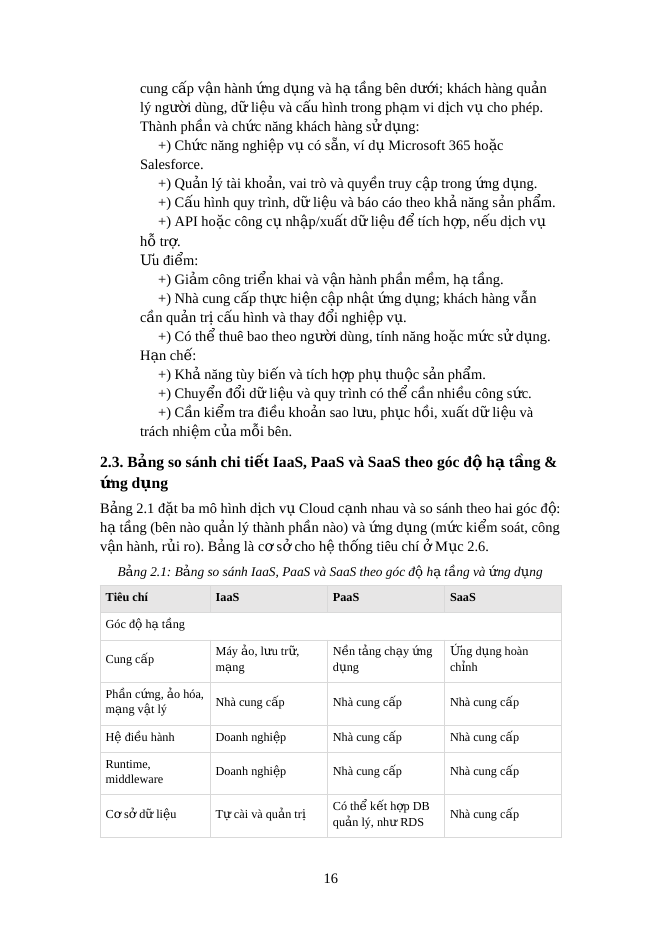 cung cấp vận hành ứng dụng và hạ tầng bên dưới; khách hàng quản
lý người dùng, dữ liệu và cấu hình trong phạm vi dịch vụ cho phép.
Thành phần và chức năng khách hàng sử dụng:
+) Chức năng nghiệp vụ có sẵn, ví dụ Microsoft 365 hoặc
Salesforce.
+) Quản lý tài khoản, vai trò và quyền truy cập trong ứng dụng.
+) Cấu hình quy trình, dữ liệu và báo cáo theo khả năng sản phẩm.
+) API hoặc công cụ nhập/xuất dữ liệu để tích hợp, nếu dịch vụ
hỗ trợ.
Ưu điểm:
+) Giảm công triển khai và vận hành phần mềm, hạ tầng.
+) Nhà cung cấp thực hiện cập nhật ứng dụng; khách hàng vẫn
cần quản trị cấu hình và thay đổi nghiệp vụ.
+) Có thể thuê bao theo người dùng, tính năng hoặc mức sử dụng.
Hạn chế:
+) Khả năng tùy biến và tích hợp phụ thuộc sản phẩm.
+) Chuyển đổi dữ liệu và quy trình có thể cần nhiều công sức.
+) Cần kiểm tra điều khoản sao lưu, phục hồi, xuất dữ liệu và
trách nhiệm của mỗi bên.
2.3. Bảng so sánh chi tiết IaaS, PaaS và SaaS theo góc độ hạ tầng &
ứng dụng
Bảng 2.1 đặt ba mô hình dịch vụ Cloud cạnh nhau và so sánh theo hai góc độ:
hạ tầng (bên nào quản lý thành phần nào) và ứng dụng (mức kiểm soát, công
vận hành, rủi ro). Bảng là cơ sở cho hệ thống tiêu chí ở Mục 2.6.
Bảng 2.1: Bảng so sánh IaaS, PaaS và SaaS theo góc độ hạ tầng và ứng dụng
Tiêu chí IaaS PaaS SaaS
Góc độ hạ tầng
Cung cấp
Máy ảo, lưu trữ,
mạng
Nền tảng chạy ứng
dụng
Ứng dụng hoàn
chỉnh
Phần cứng, ảo hóa,
mạng vật lý
Nhà cung cấp
Nhà cung cấp
Nhà cung cấp
Hệ điều hành Doanh nghiệp Nhà cung cấp Nhà cung cấp
Runtime,
middleware
Doanh nghiệp
Nhà cung cấp
Nhà cung cấp
Cơ sở dữ liệu
Tự cài và quản trị
Có thể kết hợp DB
quản lý, như RDS
Nhà cung cấp
16